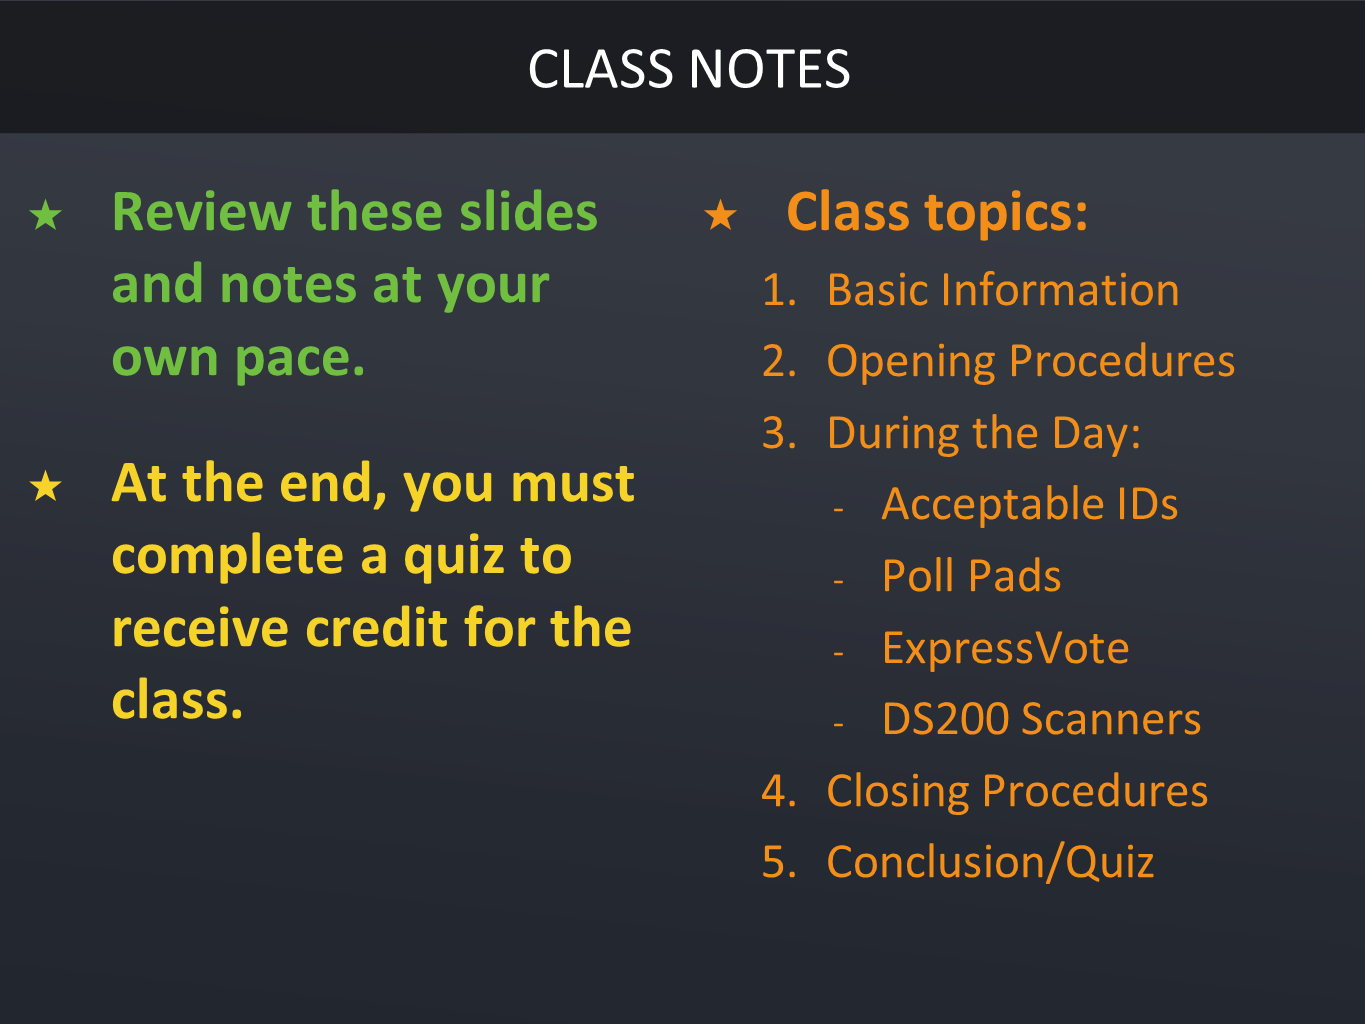 CLASS NOTES
★ Review these slides
and notes at your
own pace.
★ At the end, you must
complete a quiz to
receive credit for the
class.
★ Class topics:
1. Basic Information
2. Opening Procedures
3. During the Day:
- Acceptable IDs
- Poll Pads
- ExpressVote
- DS200 Scanners
4. Closing Procedures
5. Conclusion/Quiz